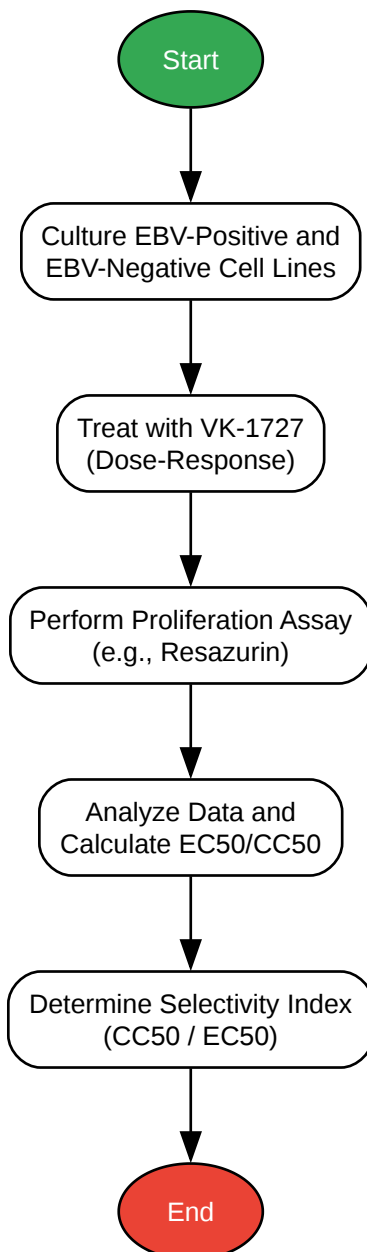 Start
Culture EBV-Positive and
EBV-Negative Cell Lines
Treat with VK-1727
(Dose-Response)
Perform Proliferation Assay
(e.g., Resazurin)
Analyze Data and
Calculate EC50/CC50
Determine Selectivity Index
(CC50 / EC50)
End